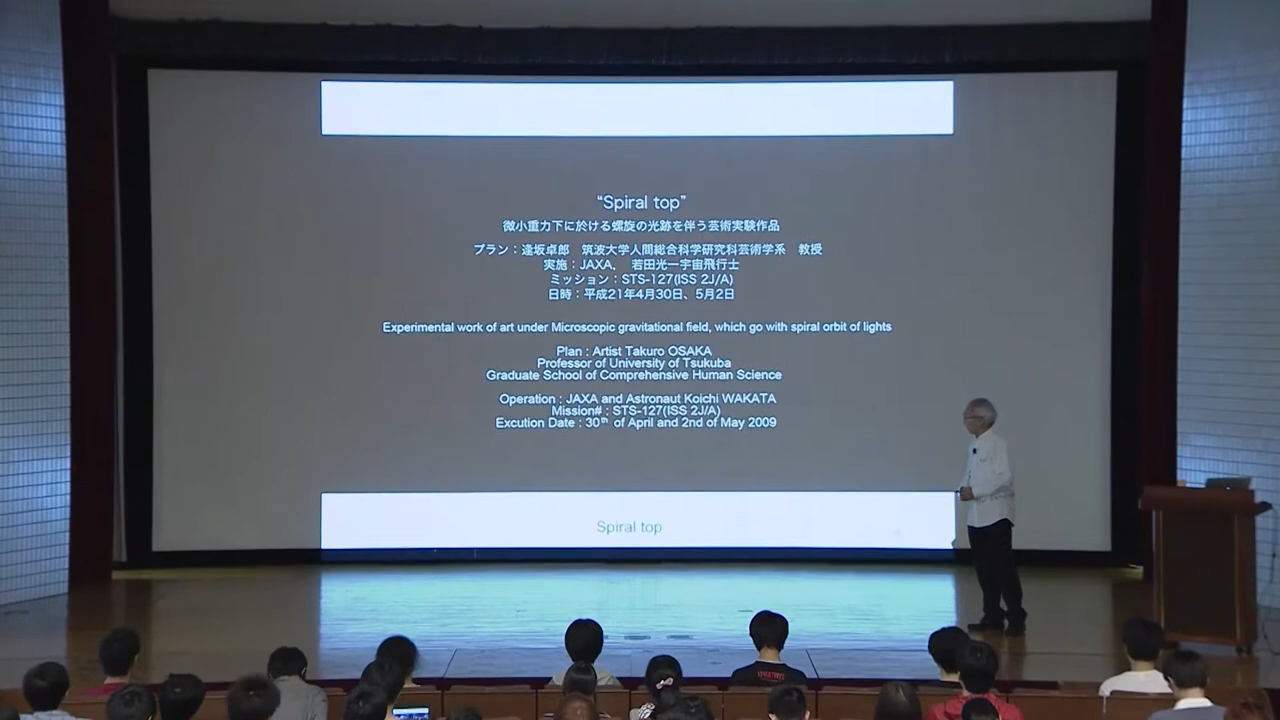 “Spiral top”
微小重力下に於ける螺旋の光跡を伴う芸術実験作品
プラン：逢坂卓郎　筑波大学人間総合科学研究科芸術学系　教授
実施：JAXA、　若田光一宇宙飛行士
ミッション：STS-127(ISS 2J/A)
日時：平成21年4月30日、5月2日
Experimental work of art under Microscopic gravitational field, which go with spiral orbit of lights
Plan : Artist Takuro OSAKA
Professor of University of Tsukuba
Graduate School of Comprehensive Human Science
Operation : JAXA and Astronaut Koichi WAKATA
Mission# : STS-127(ISS 2J/A)
Excution Date : 30th of April and 2nd of May 2009
Spiral top